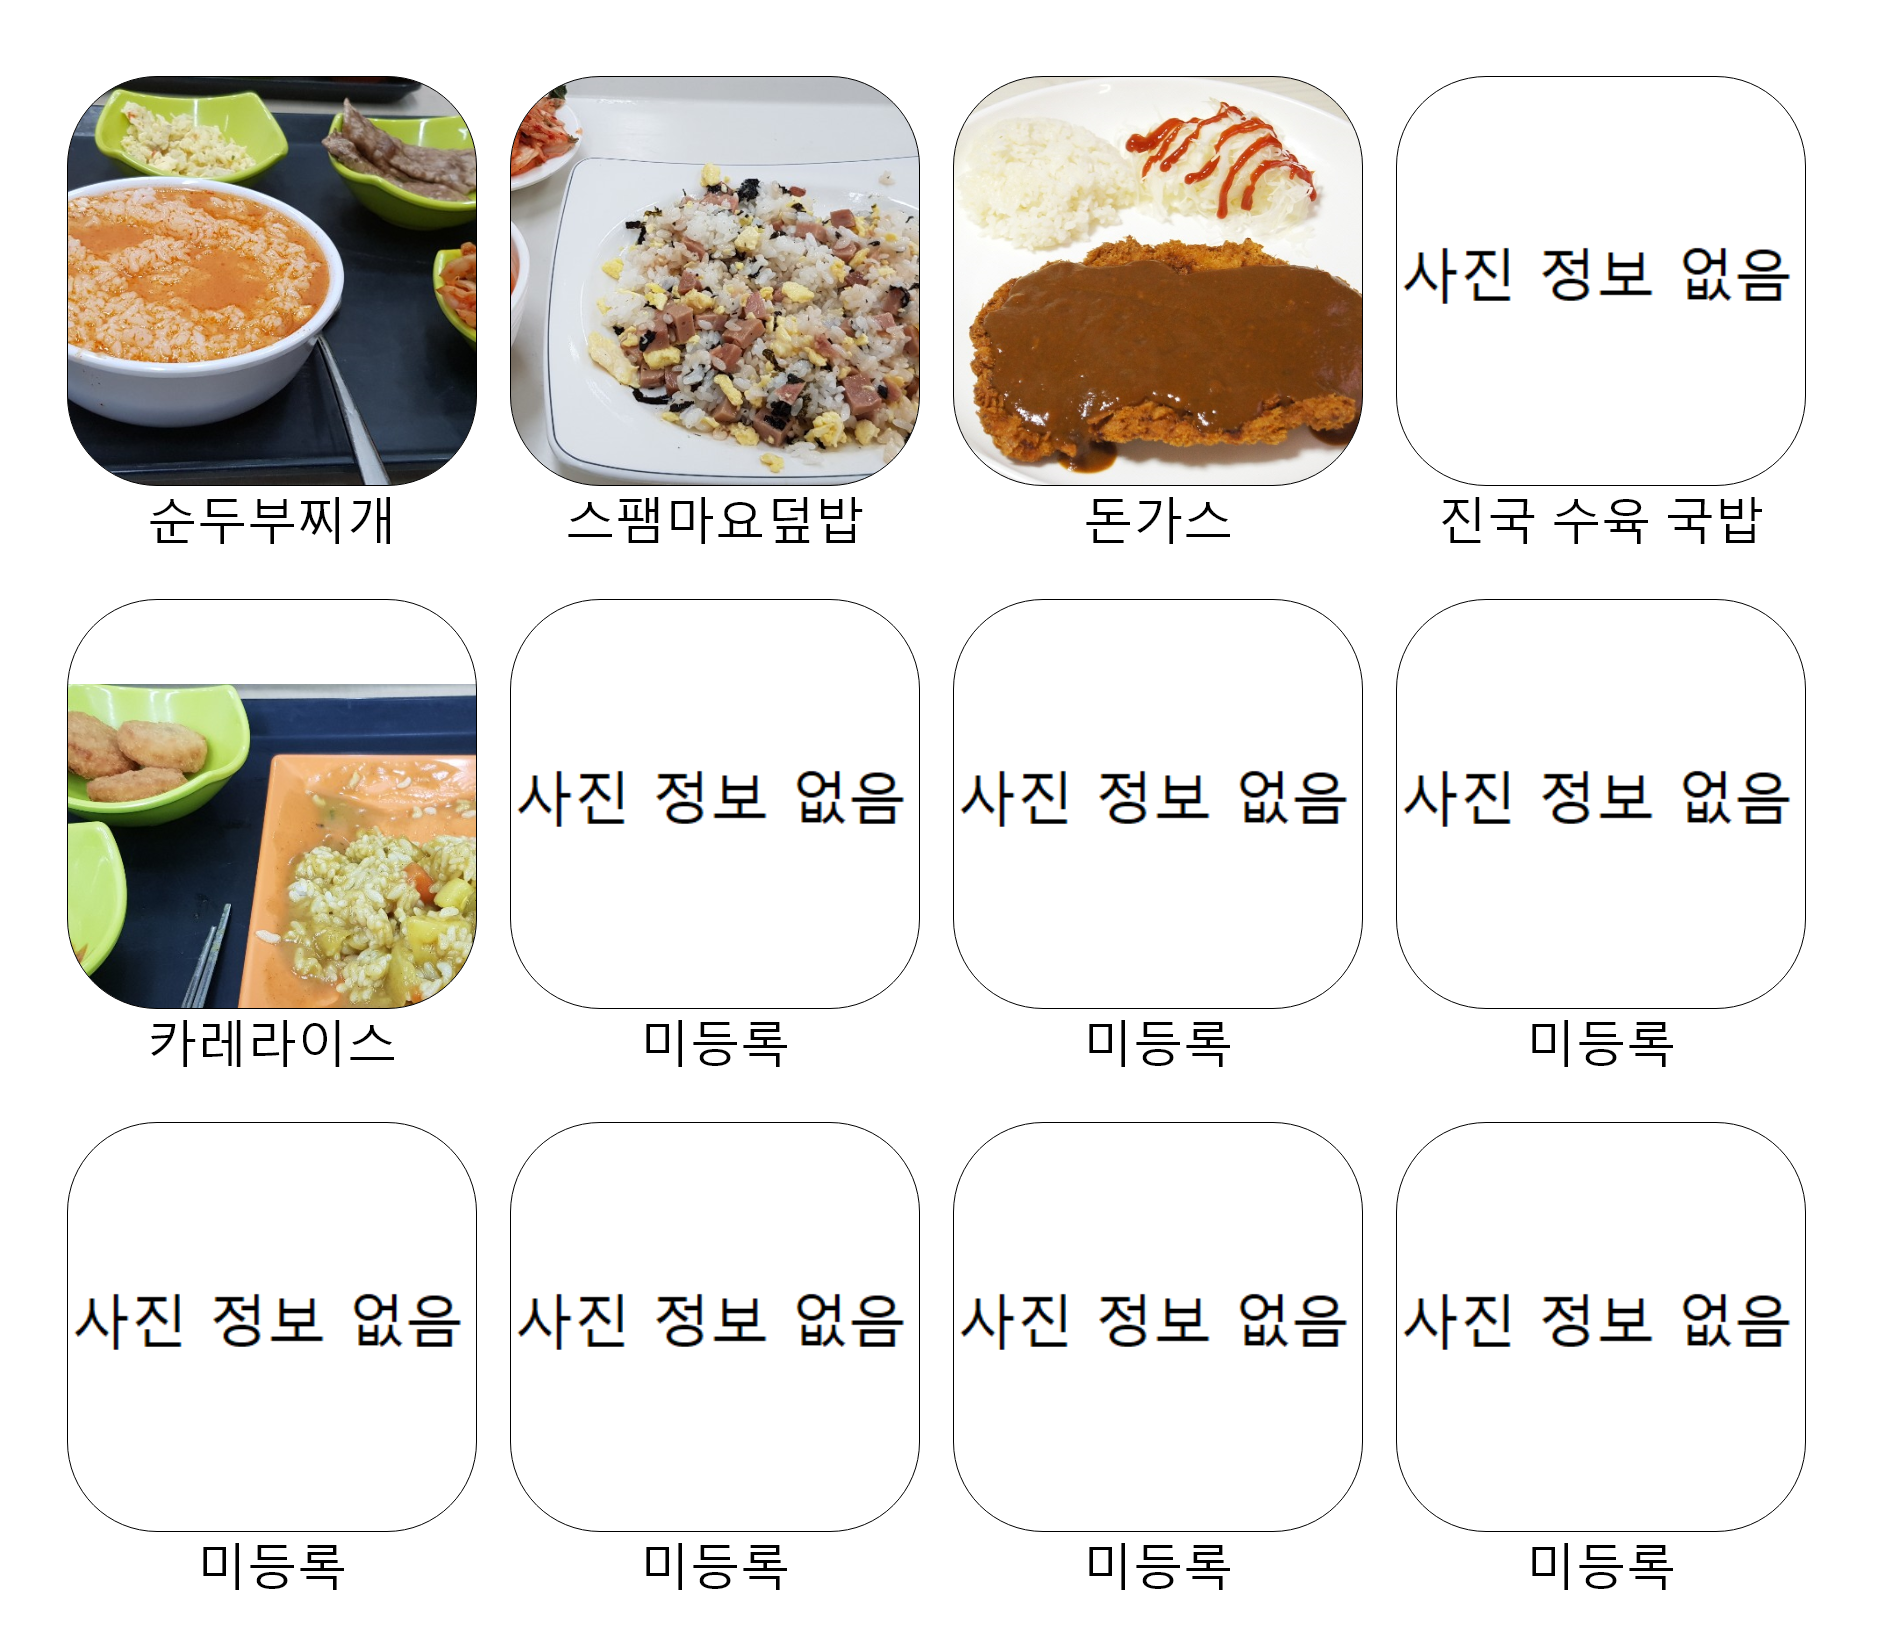 사진 정보 없음
순두부찌개
스팸마요덮밥
돈가스
진국 수육 국밥
사진 정보 없음
사진 정보 없음
사진 정보 없음
카레라이스
미등록
미등록
미등록
사진 정보 없음
사진 정보 없음
사진 정보 없음
사진 정보 없음
미등록
미등록
미등록
미등록